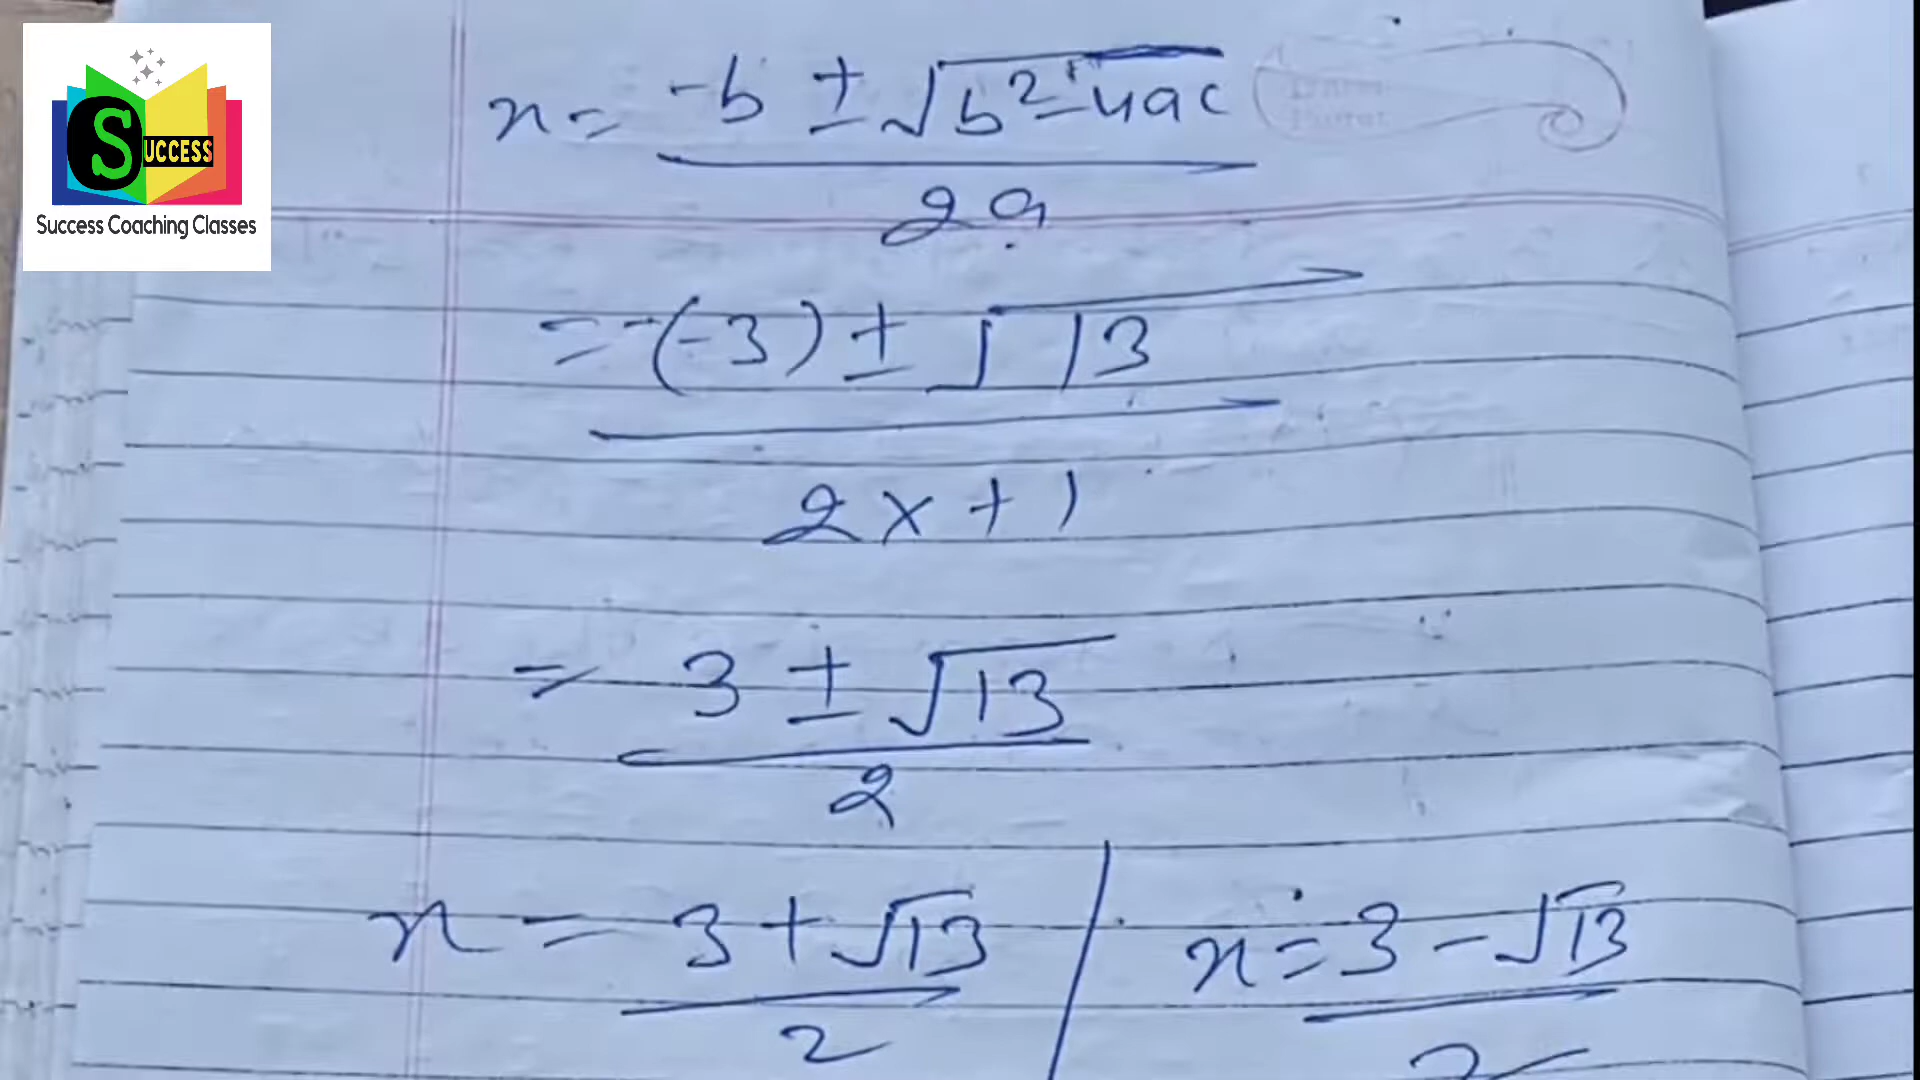 SUCCESS
Success Coaching Classes
x = -b ± √b² - 4ac
2a
= -(-3) ± √13
2 × + 1
= 3 ± √13
2
x = 3 + √13 / x = 3 - √13
2 2